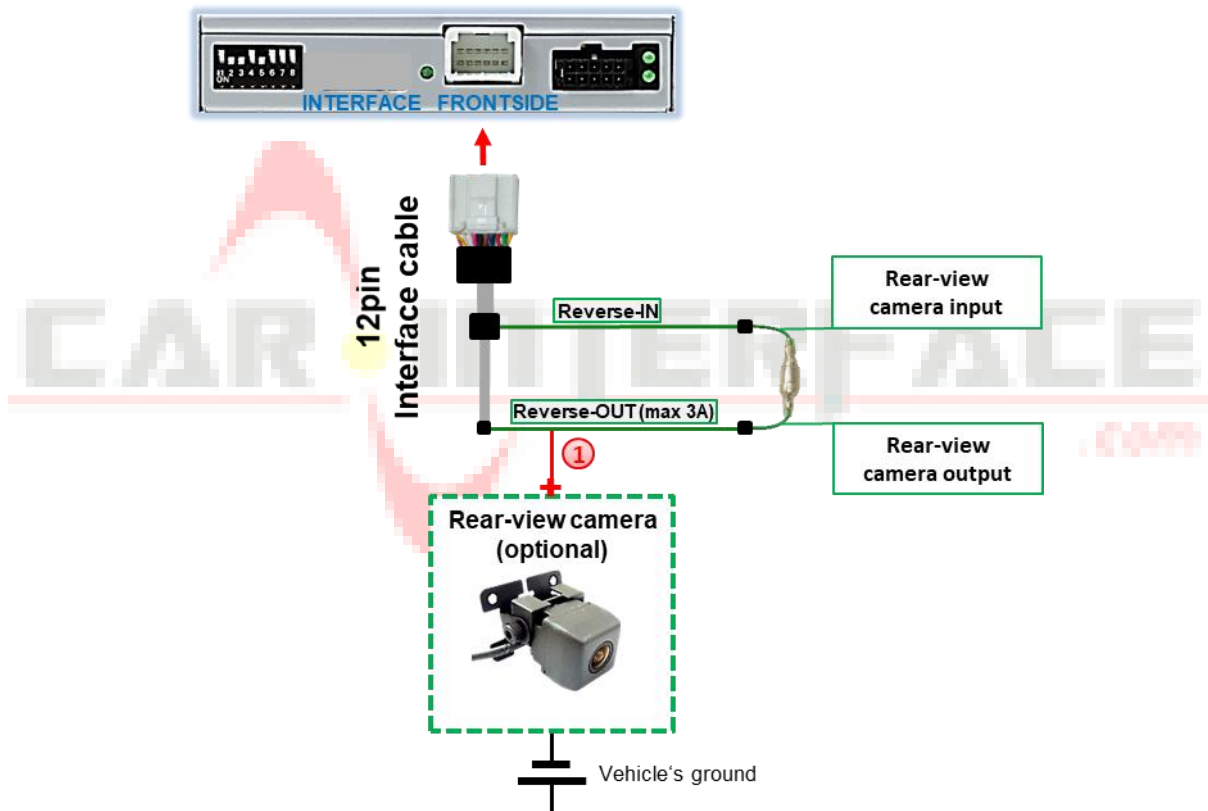 1 2 3 4 5 6 7 8
ON
INTERFACE FRONTSIDE
12pin
Interface cable
Reverse-IN
Rear-view
camera input
CAR INTERFACE
.com
Reverse-OUT(max 3A)
Rear-view
camera output
1
+
Rear-view camera
(optional)
Vehicle‘s ground